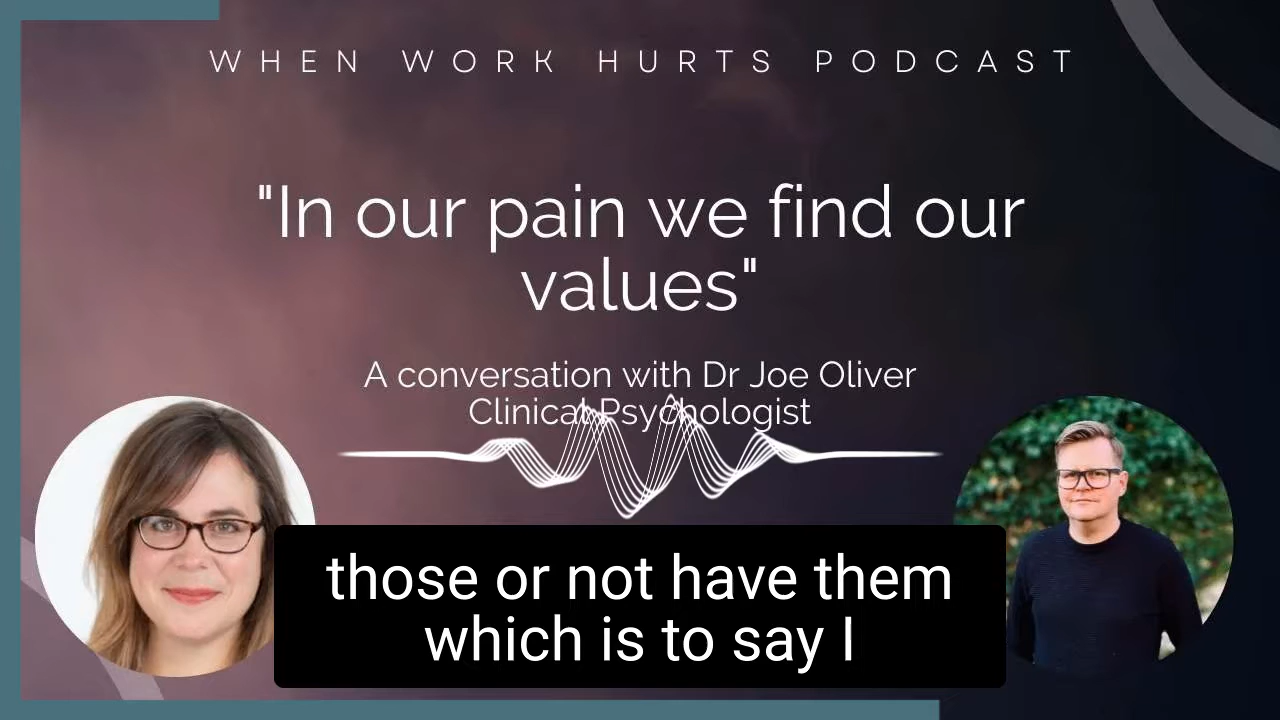 WHEN WORK HURTS PODCAST
"In our pain we find our
values"
A conversation with Dr Joe Oliver
Clinical Psychologist
those or not have them
which is to say I